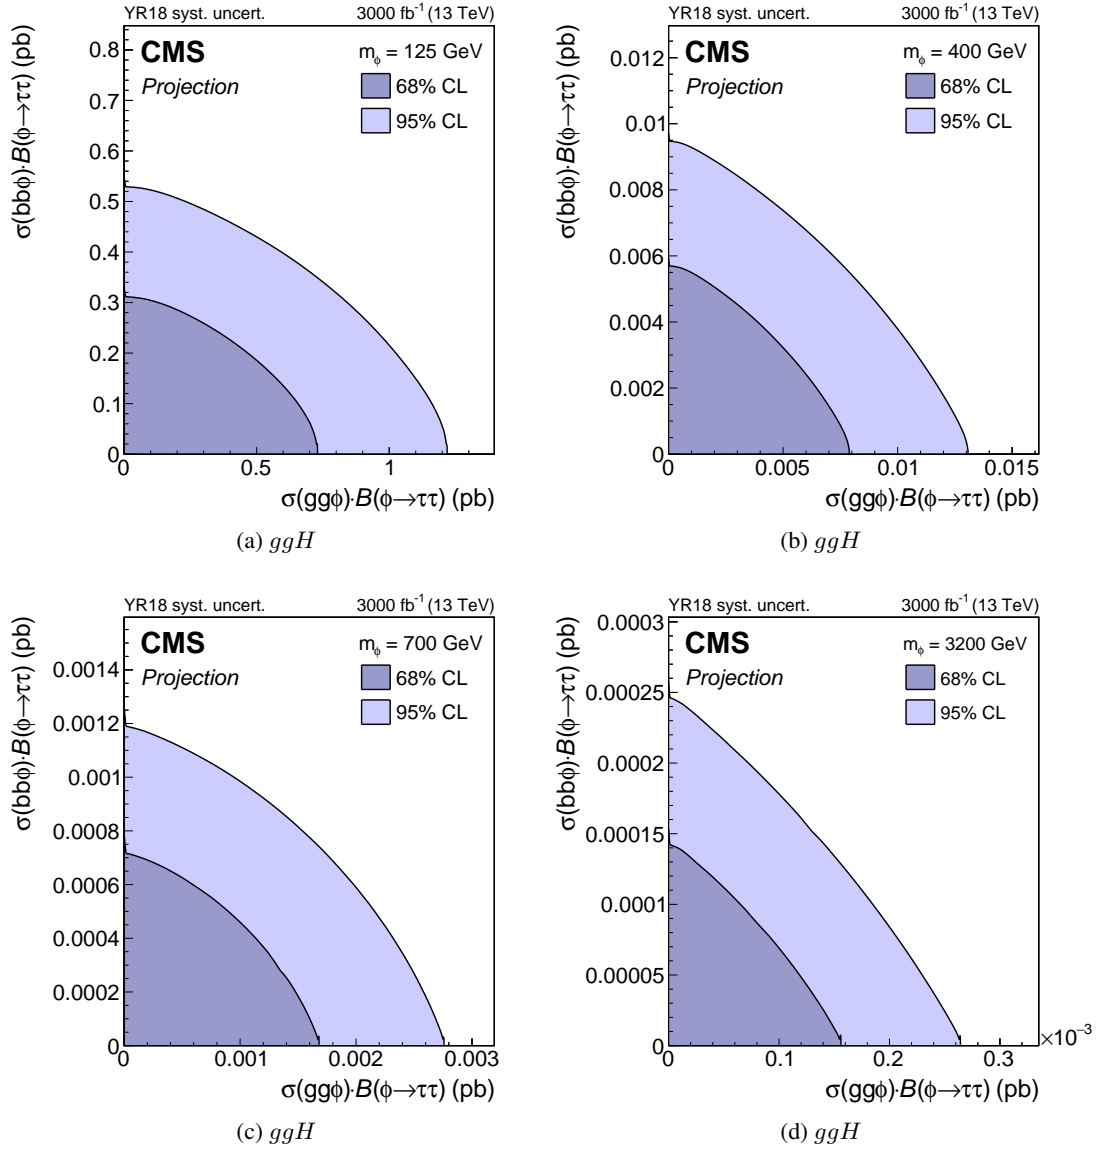 YR18 syst. uncert. 3000 fb⁻¹ (13 TeV)
CMS
Projection
m_ϕ = 125 GeV
68% CL
95% CL
σ(bbϕ)·B(ϕ→ττ) (pb)
0.8
0.7
0.6
0.5
0.4
0.3
0.2
0.1
0
0 0.5 1
σ(ggϕ)·B(ϕ→ττ) (pb)
(a) ggH
YR18 syst. uncert. 3000 fb⁻¹ (13 TeV)
CMS
Projection
m_ϕ = 400 GeV
68% CL
95% CL
σ(bbϕ)·B(ϕ→ττ) (pb)
0.012
0.01
0.008
0.006
0.004
0.002
0
0 0.005 0.01 0.015
σ(ggϕ)·B(ϕ→ττ) (pb)
(b) ggH
YR18 syst. uncert. 3000 fb⁻¹ (13 TeV)
CMS
Projection
m_ϕ = 700 GeV
68% CL
95% CL
σ(bbϕ)·B(ϕ→ττ) (pb)
0.0014
0.0012
0.001
0.0008
0.0006
0.0004
0.0002
0
0 0.001 0.002 0.003
σ(ggϕ)·B(ϕ→ττ) (pb)
(c) ggH
YR18 syst. uncert. 3000 fb⁻¹ (13 TeV)
CMS
Projection
m_ϕ = 3200 GeV
68% CL
95% CL
σ(bbϕ)·B(ϕ→ττ) (pb)
0.0003
0.00025
0.0002
0.00015
0.0001
0.00005
0
0 0.1 0.2 0.3
×10⁻³
σ(ggϕ)·B(ϕ→ττ) (pb)
(d) ggH